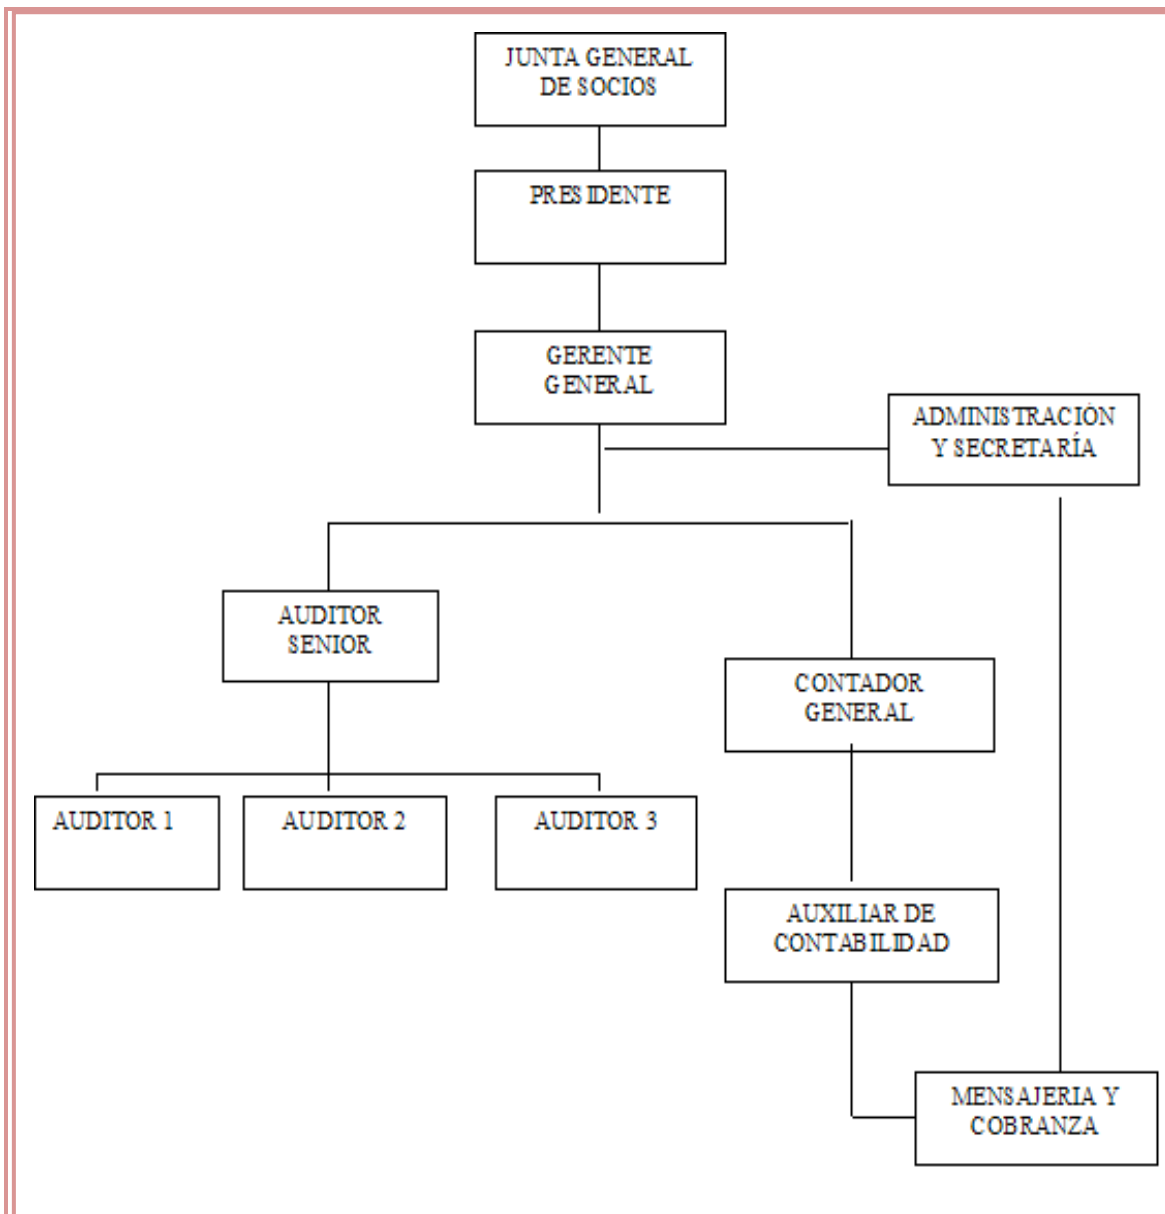 JUNTA GENERAL
DE SOCIOS
PRESIDENTE
GERENTE
GENERAL
ADMINISTRACIÓN
Y SECRETARÍA
AUDITOR
SENIOR
CONTADOR
GENERAL
AUDITOR 1
AUDITOR 2
AUDITOR 3
AUXILIAR DE
CONTABILIDAD
MENSAJERIA Y
COBRANZA